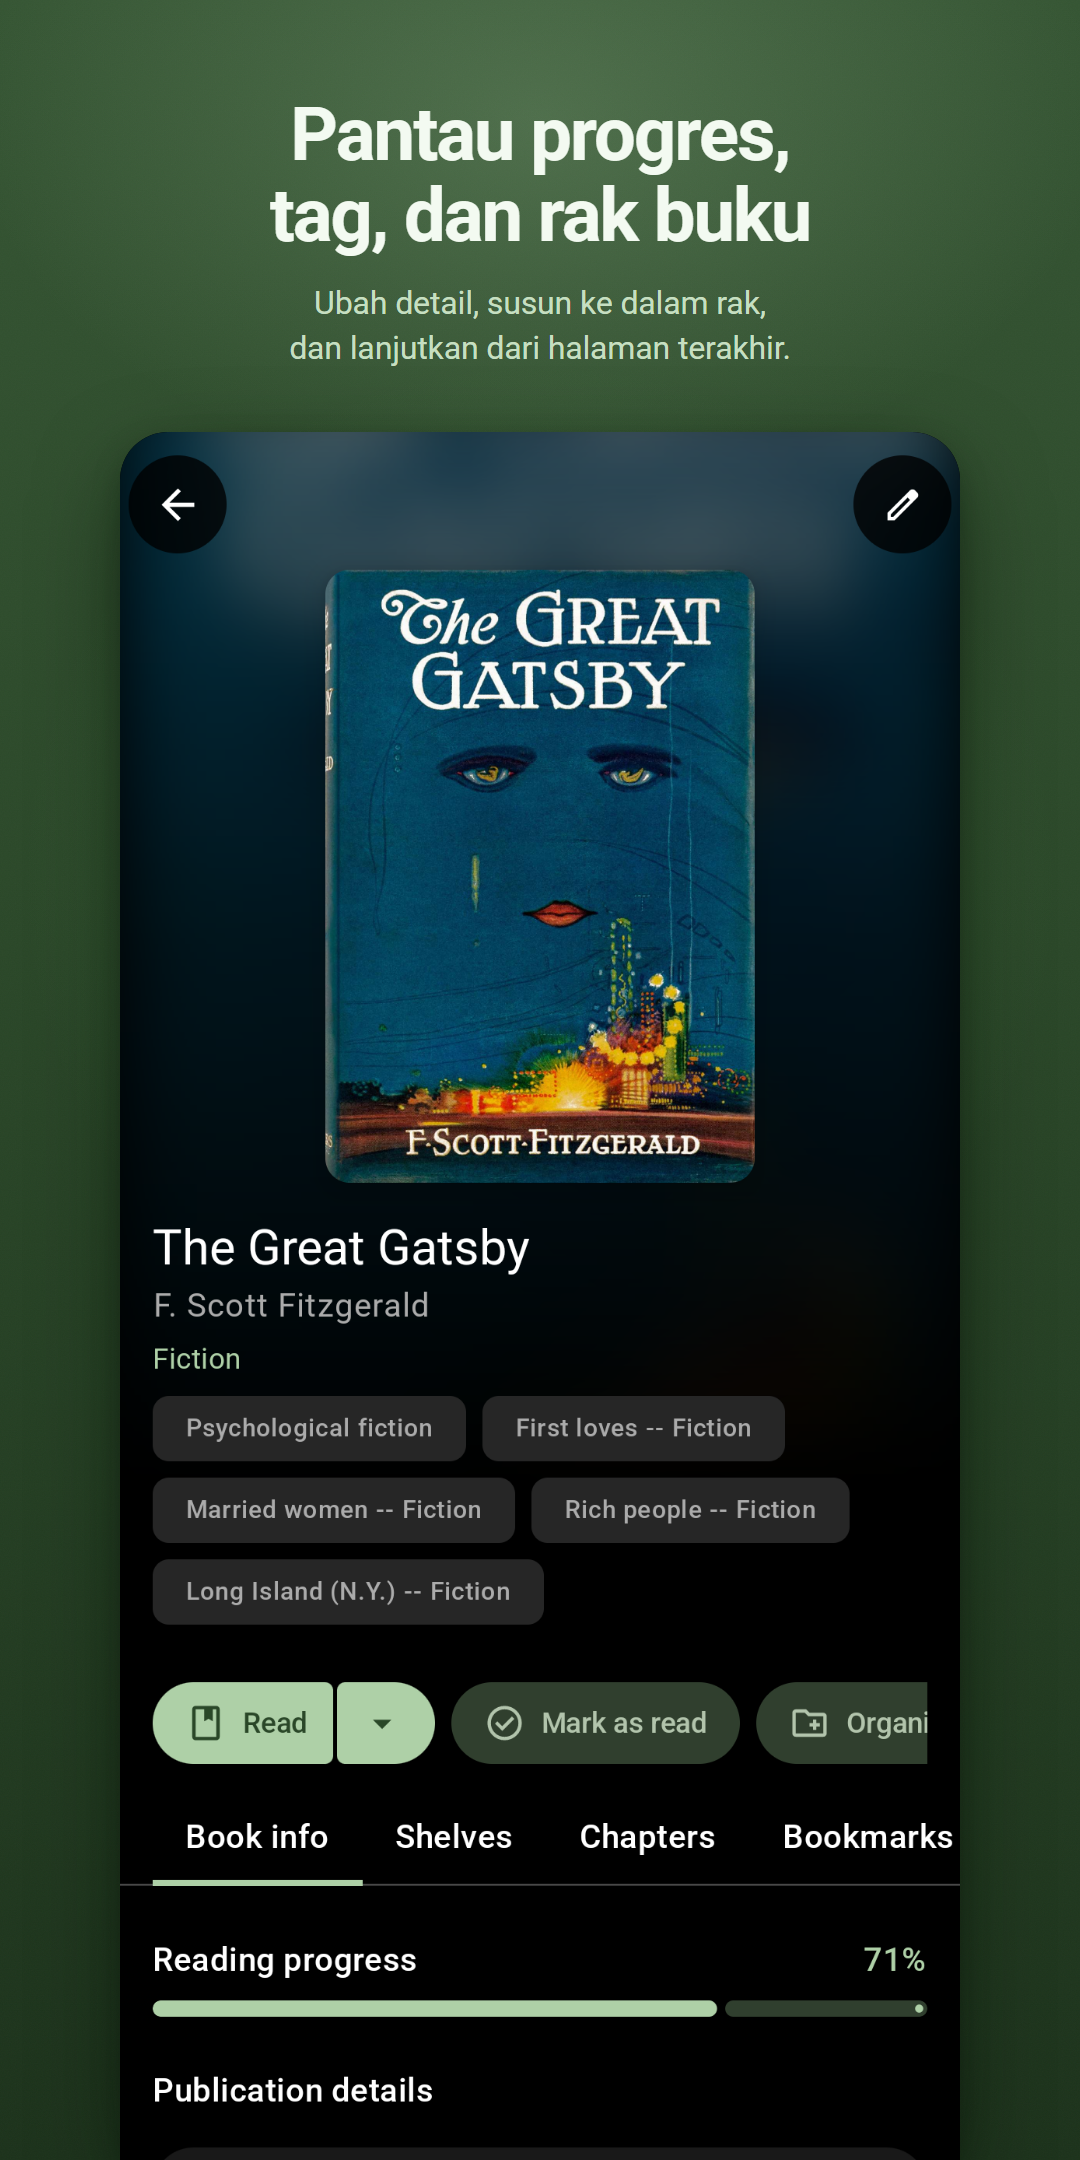 Pantau progres,
tag, dan rak buku
Ubah detail, susun ke dalam rak,
dan lanjutkan dari halaman terakhir.
The GREAT
GATSBY
F·SCOTT·FITZGERALD
The Great Gatsby
F. Scott Fitzgerald
Fiction
Psychological fiction
First loves -- Fiction
Married women -- Fiction
Rich people -- Fiction
Long Island (N.Y.) -- Fiction
Read
Mark as read
Organi
Book info
Shelves
Chapters
Bookmarks
Reading progress
71%
Publication details